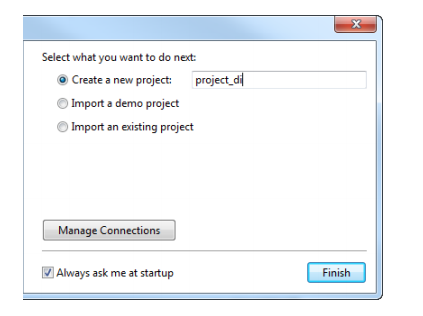 Select what you want to do next:
Create a new project: project_di
Import a demo project
Import an existing project
Manage Connections
Always ask me at startup
Finish